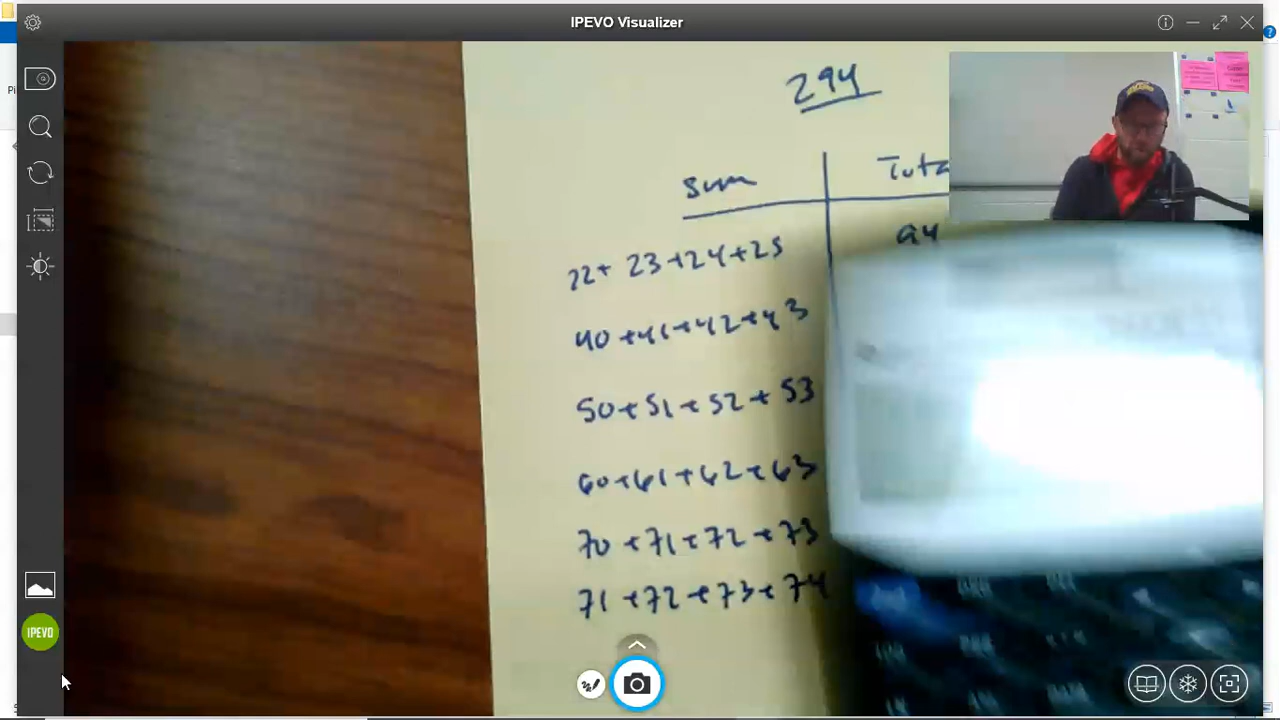 IPEVO Visualizer
294
Sum
22+ 23+24+25
94
40+41+42+43
50+51+52+53
60+61+62+63
70+71+72+73
71+72+73+74
IPEVO